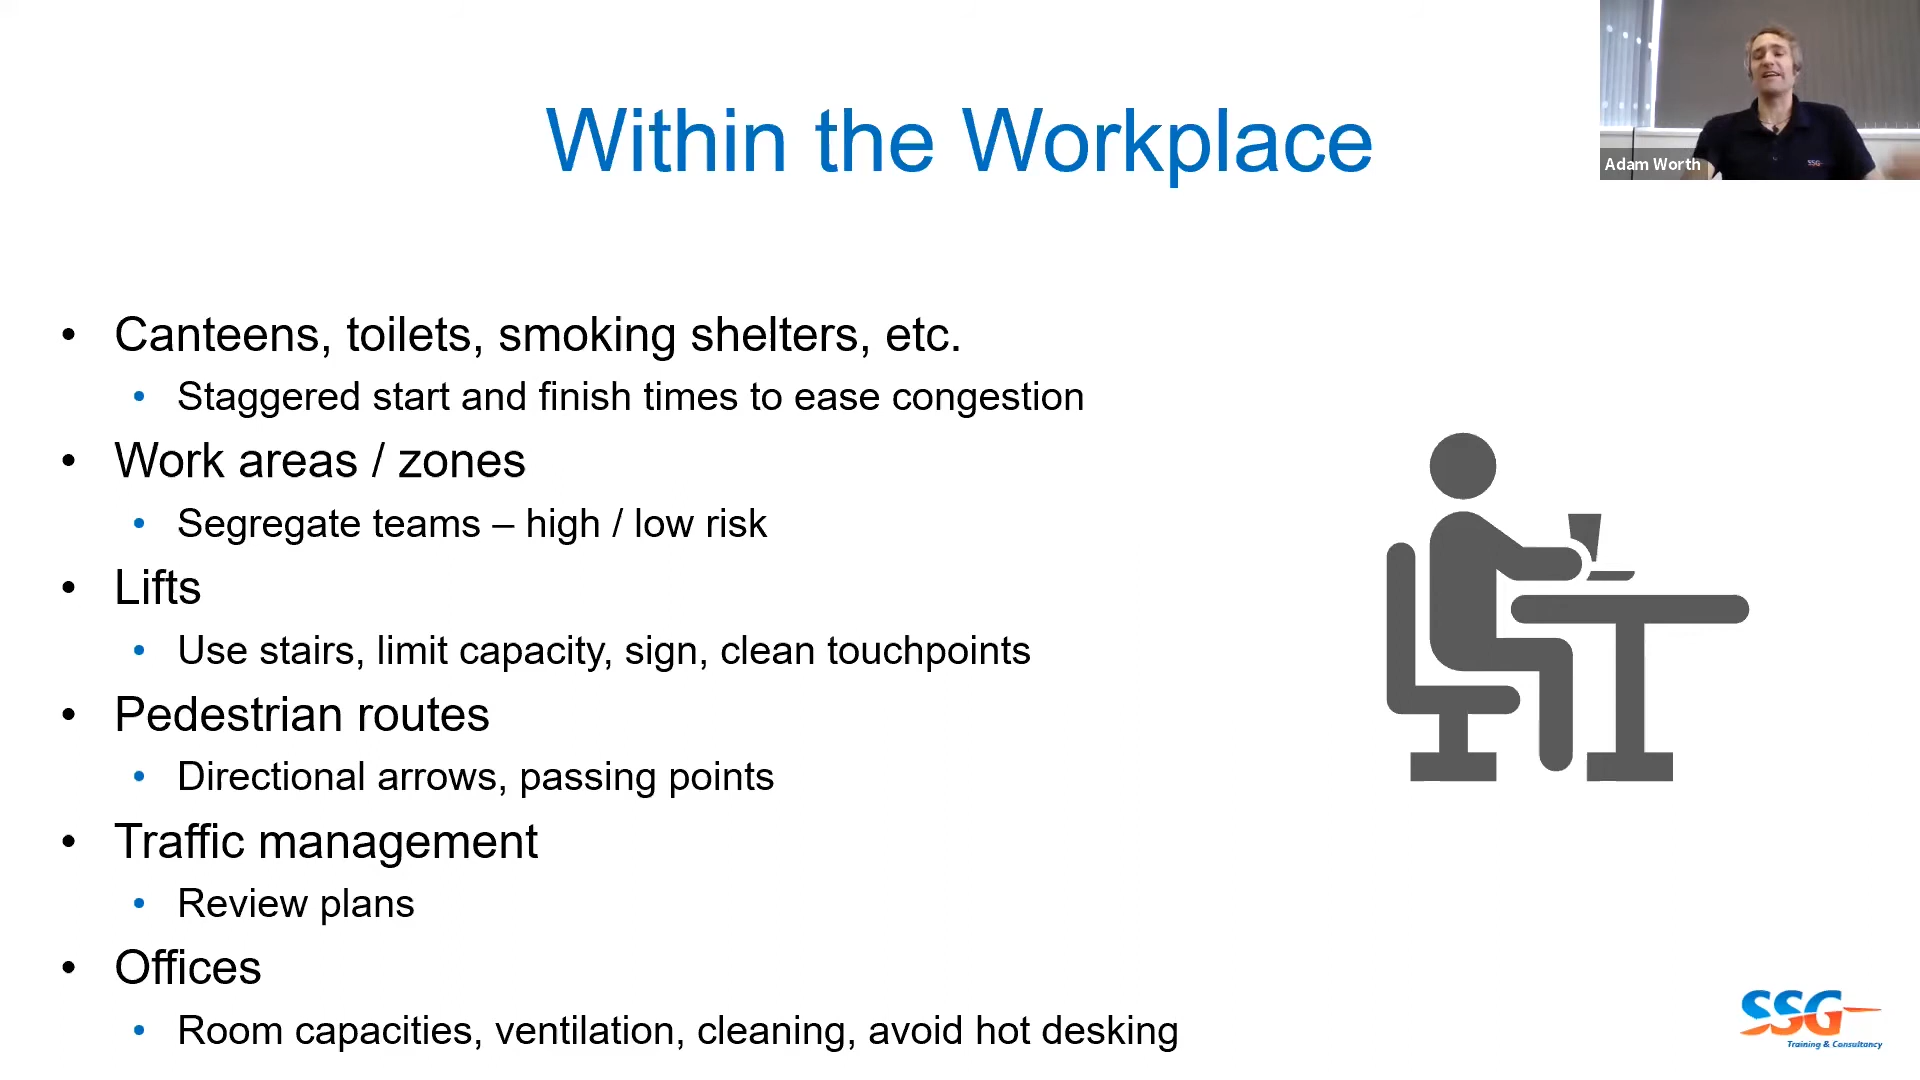 Within the Workplace
Adam Worth
SSG
• Canteens, toilets, smoking shelters, etc.
• Staggered start and finish times to ease congestion
• Work areas / zones
• Segregate teams – high / low risk
• Lifts
• Use stairs, limit capacity, sign, clean touchpoints
• Pedestrian routes
• Directional arrows, passing points
• Traffic management
• Review plans
• Offices
• Room capacities, ventilation, cleaning, avoid hot desking
SSG
Training & Consultancy